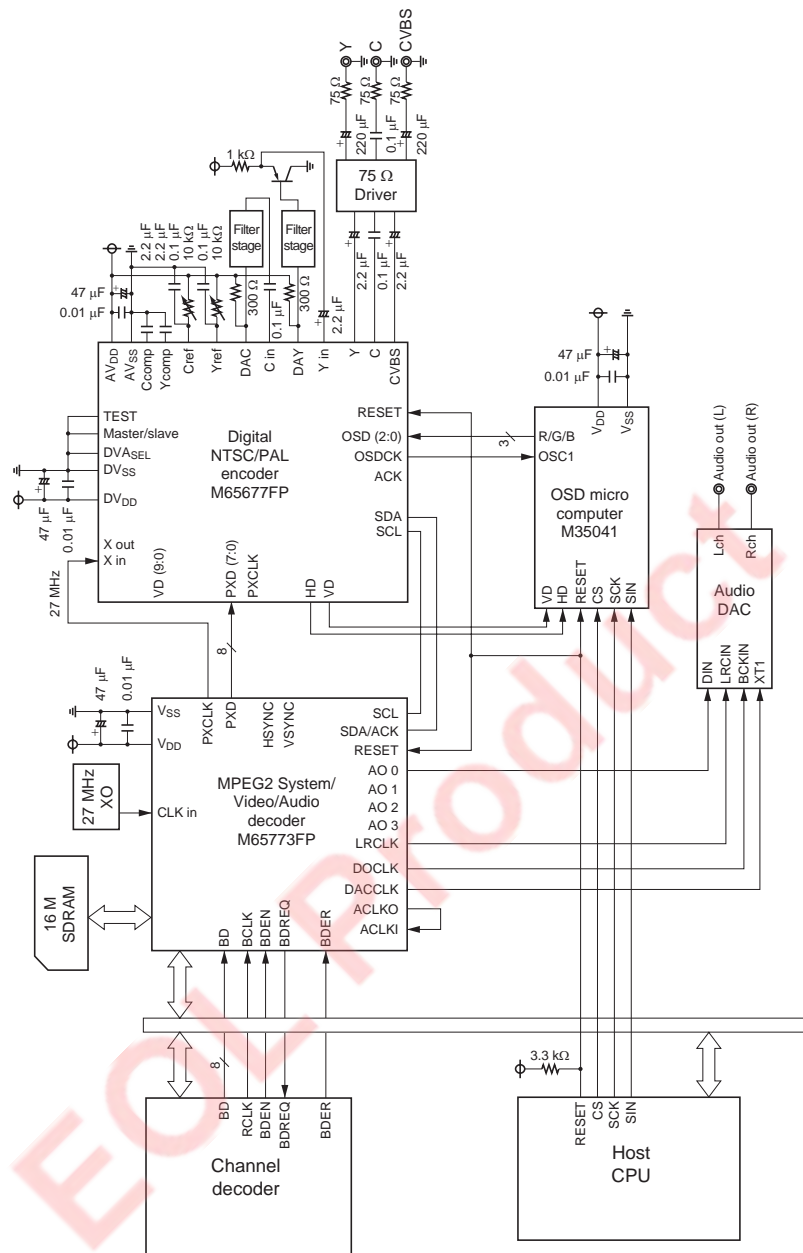 Y
C
CVBS
75 Ω
75 Ω
75 Ω
+
220 µF
0.1 µF
+
220 µF
75 Ω
Driver
+
2.2 µF
0.1 µF
+
2.2 µF
1 kΩ
Filter
stage
Filter
stage
2.2 µF
2.2 µF
0.1 µF
10 kΩ
0.1 µF
10 kΩ
300 Ω
0.1 µF
300 Ω
+
2.2 µF
47 µF
+
0.01 µF
AVDD
AVSS
Ccomp
Ycomp
Cref
Yref
DAC
C in
DAY
Y in
Y
C
CVBS
TEST
Master/slave
DVASEL
DVSS
DVDD
X out
X in
+
47 µF
0.01 µF
27 MHz
Digital
NTSC/PAL
encoder
M65677FP
RESET
OSD (2:0)
OSDCK
ACK
SDA
SCL
VD (9:0)
PXD (7:0)
PXCLK
HD
VD
3
47 µF
+
0.01 µF
VDD
VSS
R/G/B
OSC1
OSD micro
computer
M35041
VD
HD
RESET
CS
SCK
SIN
Audio out (L)
Audio out (R)
Lch
Rch
Audio
DAC
DIN
LRCIN
BCKIN
XT1
8
+
47 µF
0.01 µF
VSS
VDD
PXCLK
PXD
HSYNC
VSYNC
27 MHz
XO
CLK in
MPEG2 System/
Video/Audio
decoder
M65773FP
SCL
SDA/ACK
RESET
AO 0
AO 1
AO 2
AO 3
LRCLK
DOCLK
DACCLK
ACLKO
ACLKI
16 M
SDRAM
BD
BCLK
BDEN
BDREQ
BDER
8
BD
RCLK
BDEN
BDREQ
BDER
Channel
decoder
3.3 kΩ
RESET
CS
SCK
SIN
Host
CPU
EOL Product